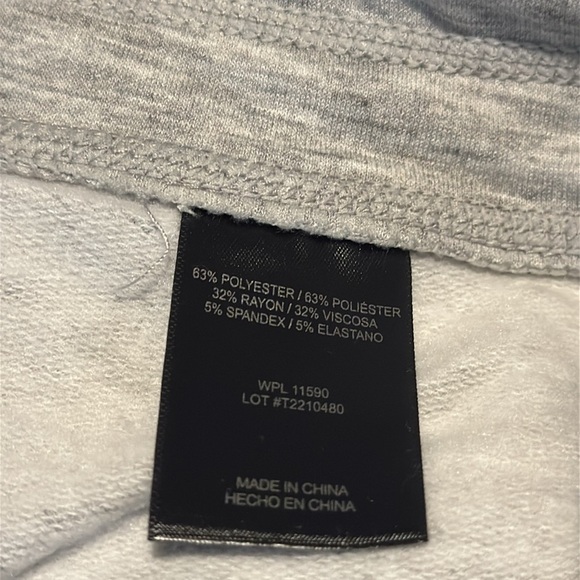 63% POLYESTER / 63% POLIÉSTER
32% RAYON / 32% VISCOSA
5% SPANDEX / 5% ELASTANO
WPL 11590
LOT #T2210480
MADE IN CHINA
HECHO EN CHINA